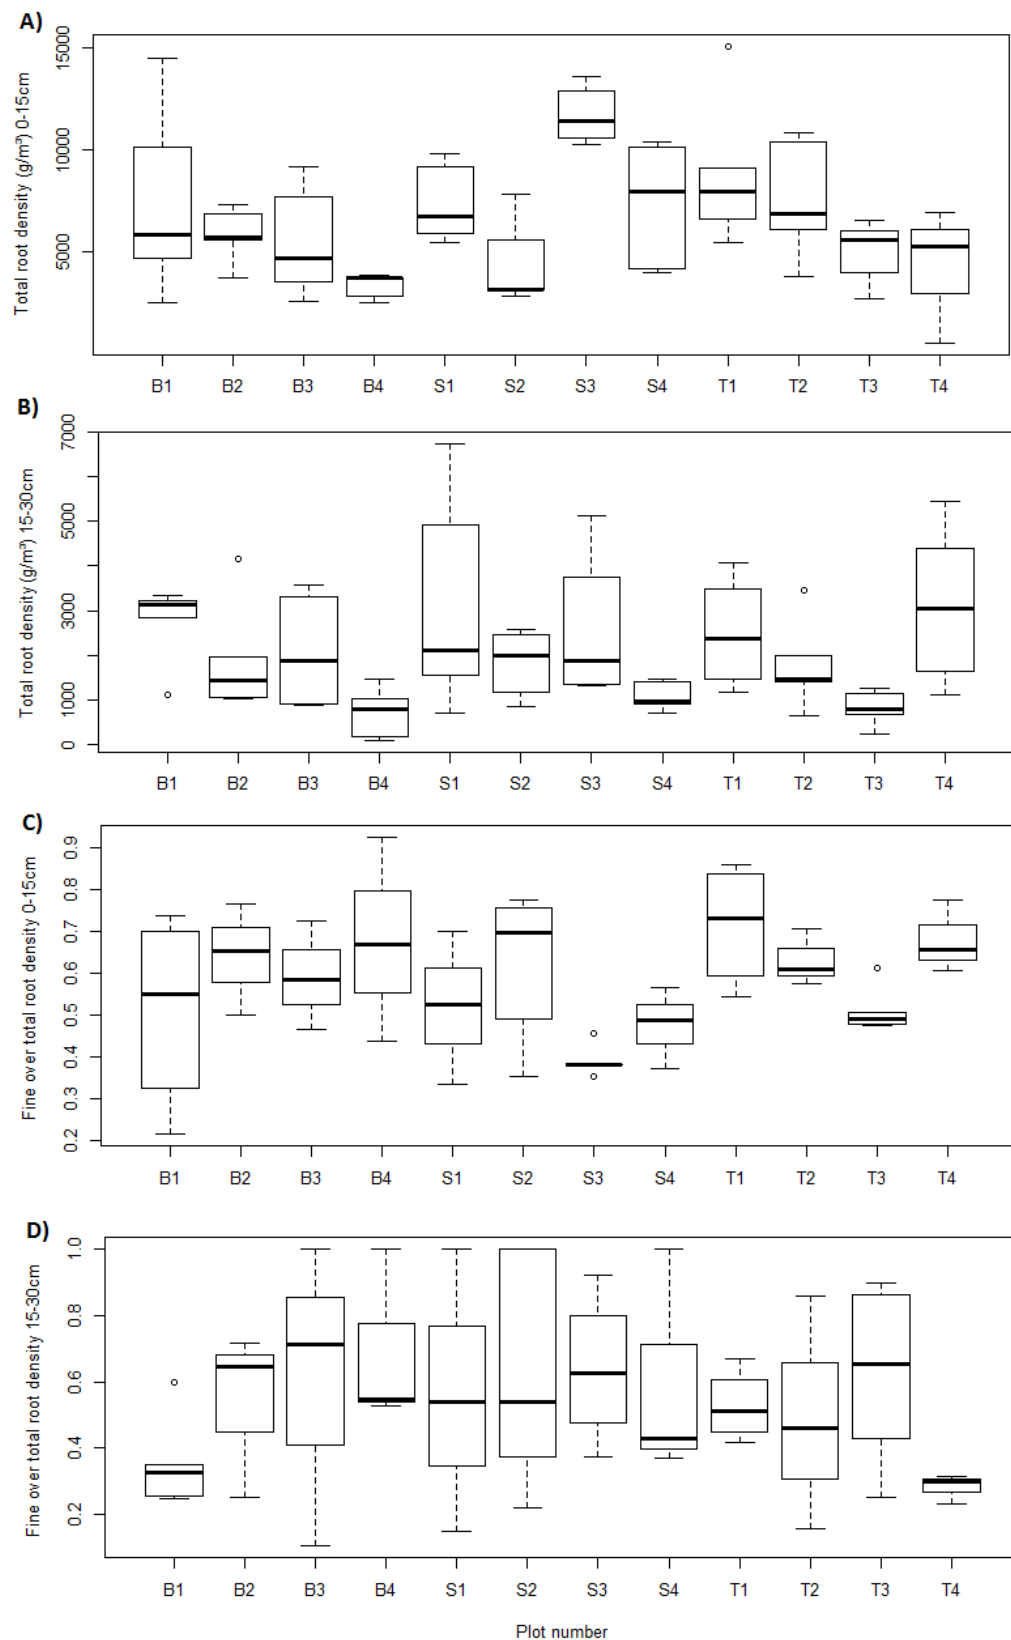 A)
Total root density (g/m³) 0-15cm
15000
10000
5000
B1 B2 B3 B4 S1 S2 S3 S4 T1 T2 T3 T4
B)
Total root density (g/m³) 15-30cm
7000
5000
3000
1000
0
B1 B2 B3 B4 S1 S2 S3 S4 T1 T2 T3 T4
C)
Fine over total root density 0-15cm
0.9
0.8
0.7
0.6
0.5
0.4
0.3
0.2
B1 B2 B3 B4 S1 S2 S3 S4 T1 T2 T3 T4
D)
Fine over total root density 15-30cm
1.0
0.8
0.6
0.4
0.2
B1 B2 B3 B4 S1 S2 S3 S4 T1 T2 T3 T4
Plot number